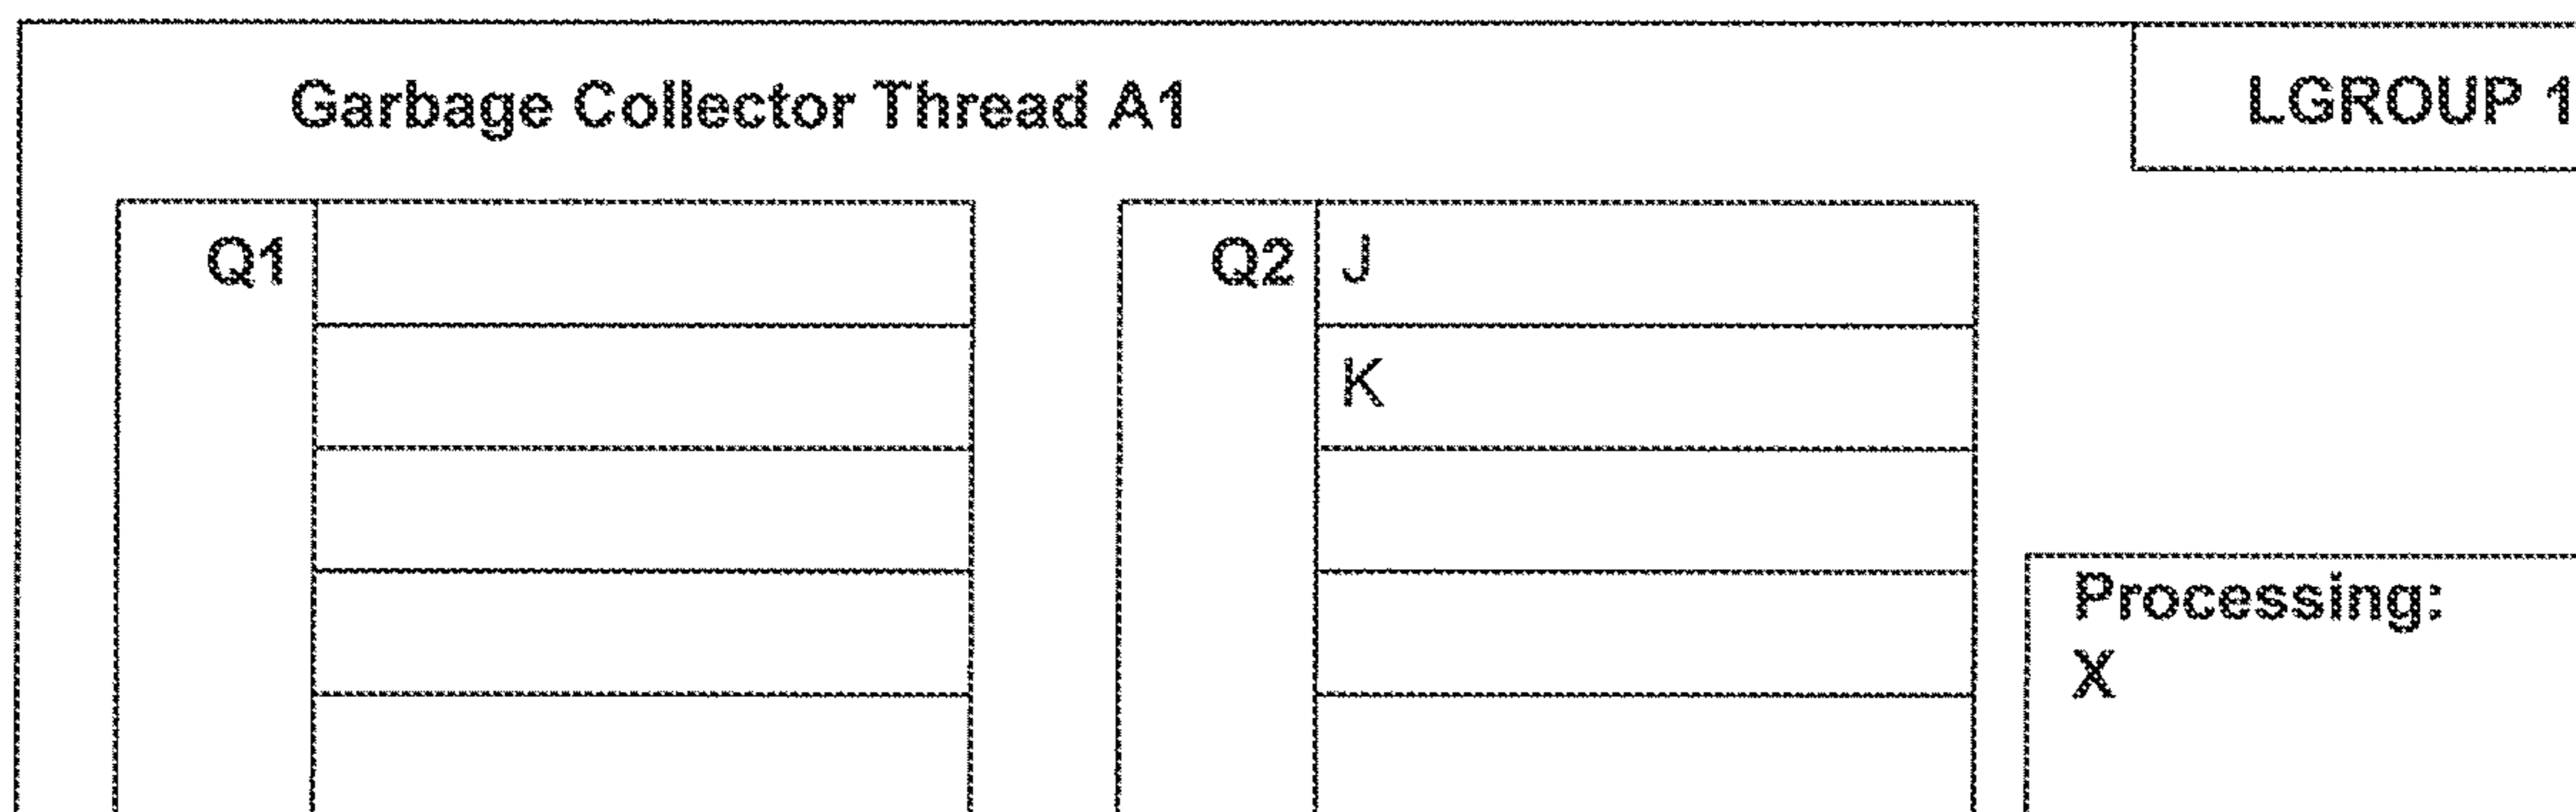 Garbage Collector Thread A1
LGROUP 1
Q1
Q2
J
K
Processing:
X